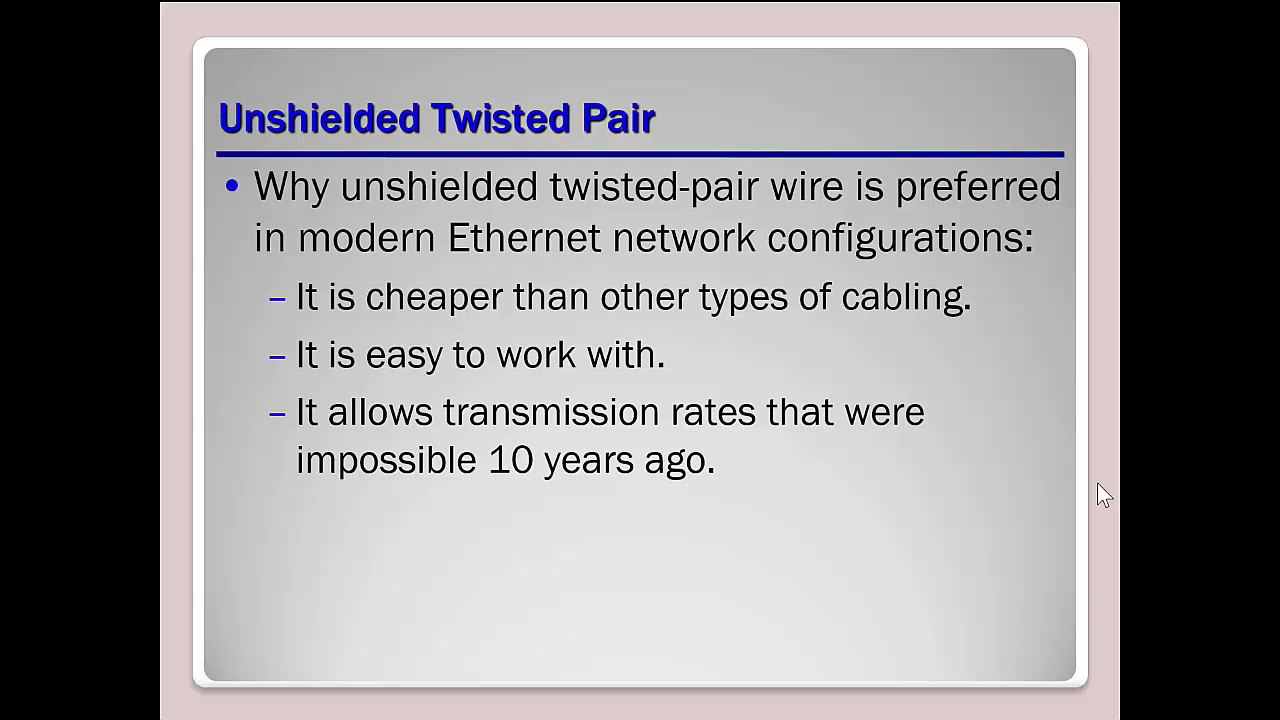 Unshielded Twisted Pair
• Why unshielded twisted-pair wire is preferred
in modern Ethernet network configurations:
– It is cheaper than other types of cabling.
– It is easy to work with.
– It allows transmission rates that were
impossible 10 years ago.